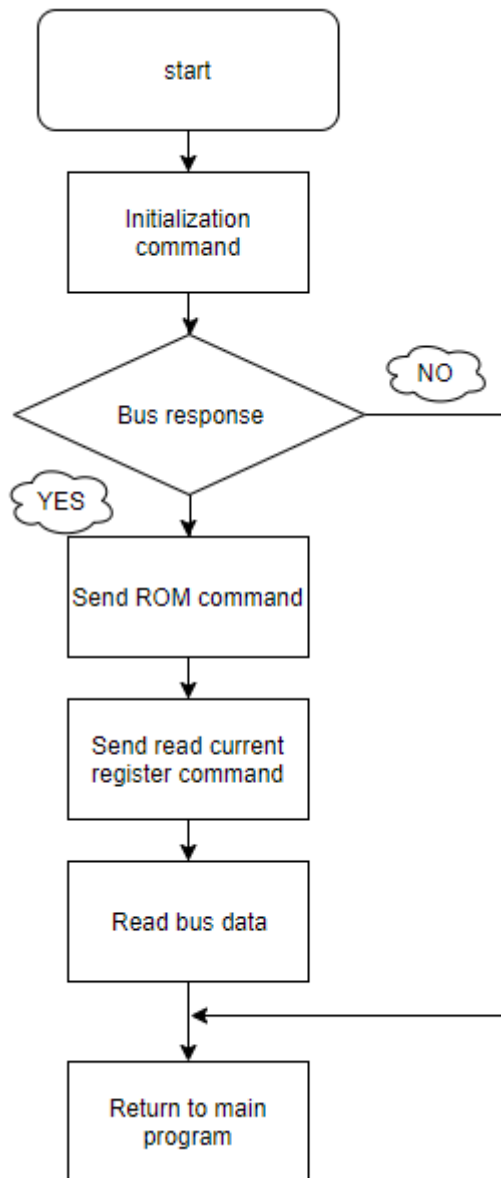 start
Initialization
command
Bus response
NO
YES
Send ROM command
Send read current
register command
Read bus data
Return to main
program